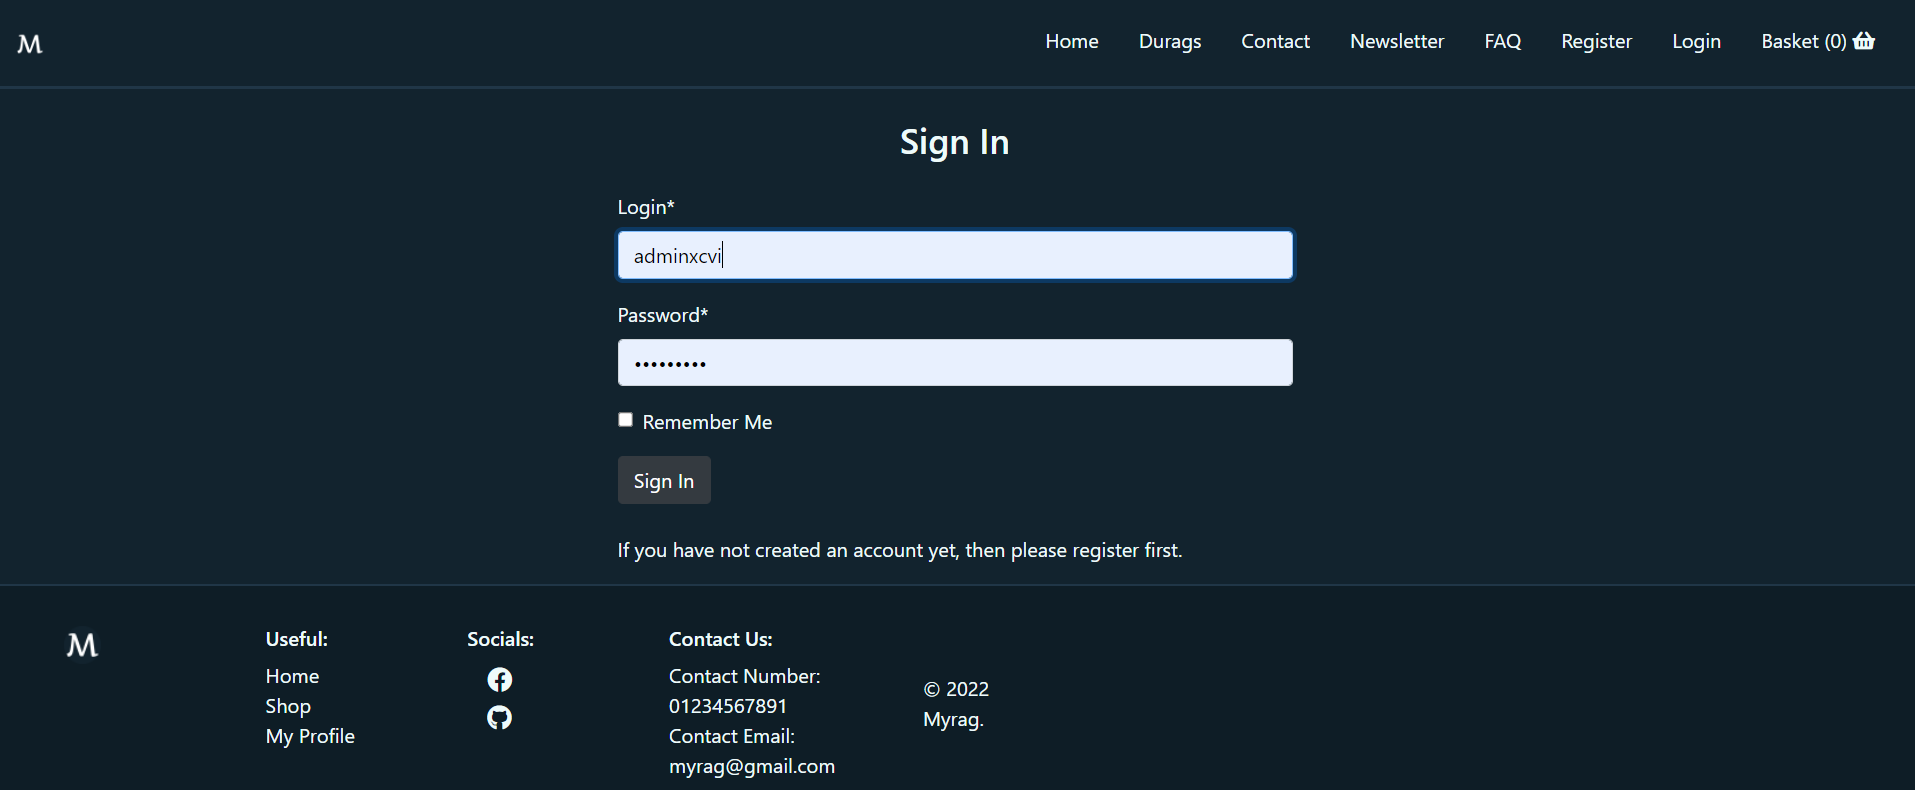 M
Home Durags Contact Newsletter FAQ Register Login Basket (0)
Sign In
Login*
adminxcvi
Password*
•••••••••
Remember Me
Sign In
If you have not created an account yet, then please register first.
M
Useful:
Home
Shop
My Profile
Socials:
Contact Us:
Contact Number:
01234567891
Contact Email:
myrag@gmail.com
© 2022
Myrag.